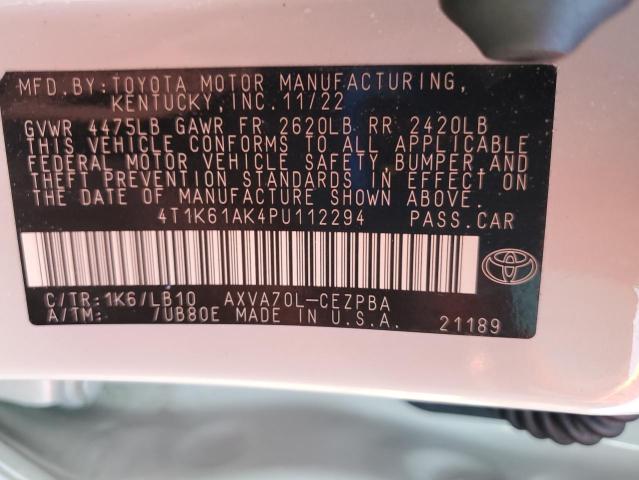 MFD.BY:TOYOTA MOTOR MANUFACTURING,
KENTUCKY,INC.11/22
GVWR 4475LB GAWR FR 2620LB RR 2420LB
THIS VEHICLE CONFORMS TO ALL APPLICABLE
FEDERAL MOTOR VEHICLE SAFETY,BUMPER AND
THEFT PREVENTION STANDARDS IN EFFECT ON
THE DATE OF MANUFACTURE SHOWN ABOVE.
4T1K61AK4PU112294 PASS.CAR
C/TR:1K6/LB10 AXVA70L-CEZPBA
A/TM: 7UB80E MADE IN U.S.A. 21189